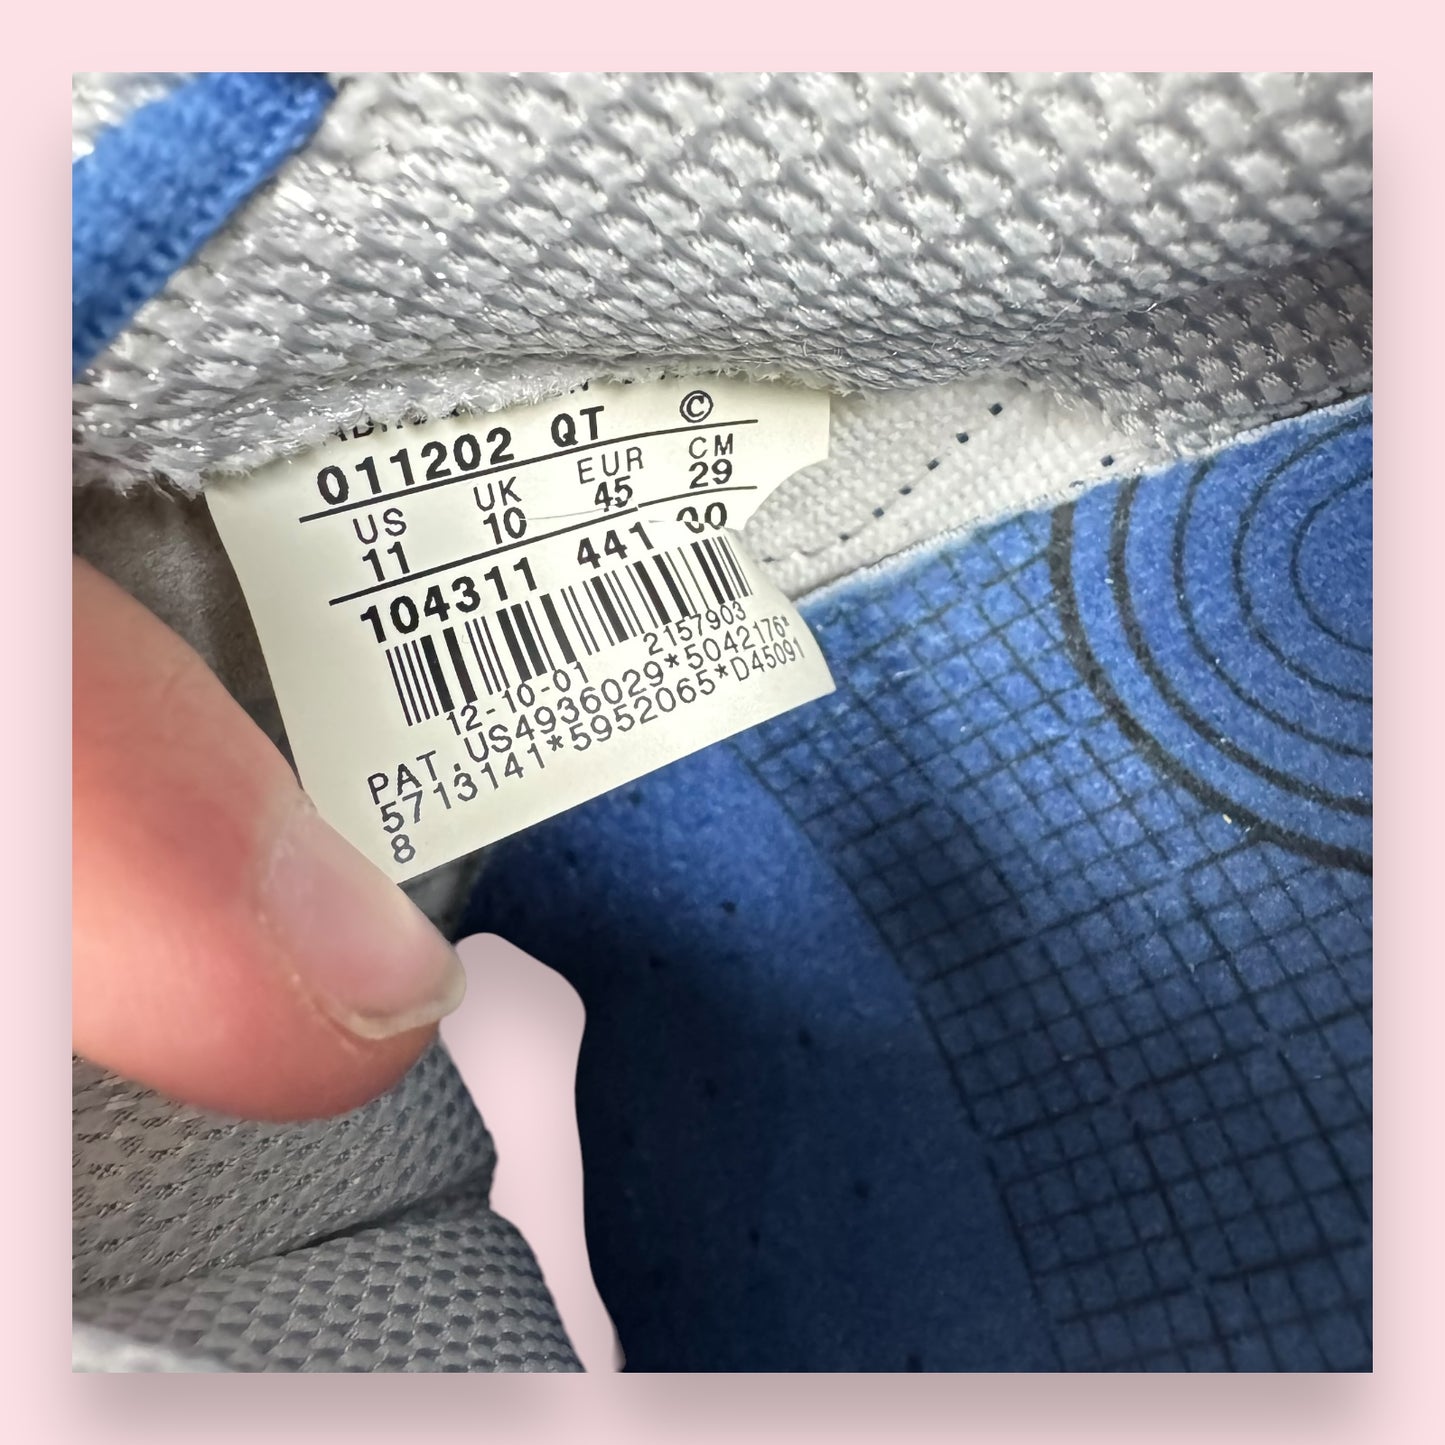 011202 QT ©
US UK EUR CM
11 10 45 29
104311 441 00
2157903
12-10-01
PAT.US4936029*5042176*
5713141*5952065*D45091
8